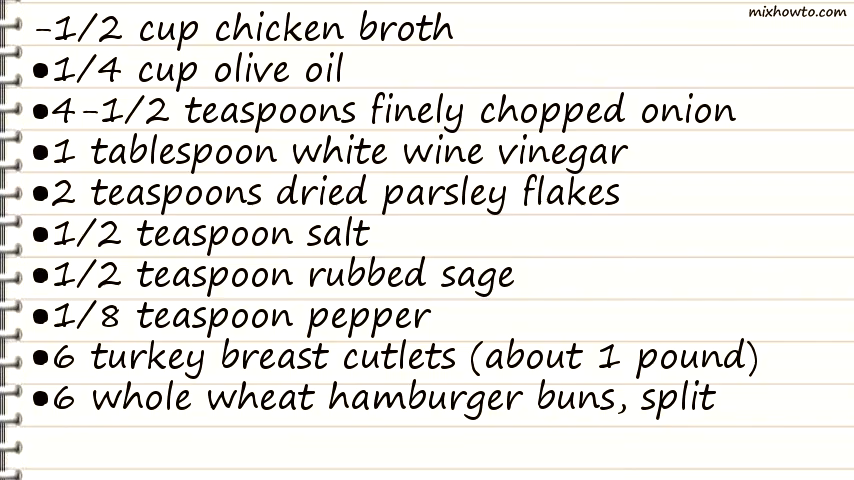 mixhowto.com
-1/2 cup chicken broth
•1/4 cup olive oil
•4-1/2 teaspoons finely chopped onion
•1 tablespoon white wine vinegar
•2 teaspoons dried parsley flakes
•1/2 teaspoon salt
•1/2 teaspoon rubbed sage
•1/8 teaspoon pepper
•6 turkey breast cutlets (about 1 pound)
•6 whole wheat hamburger buns, split